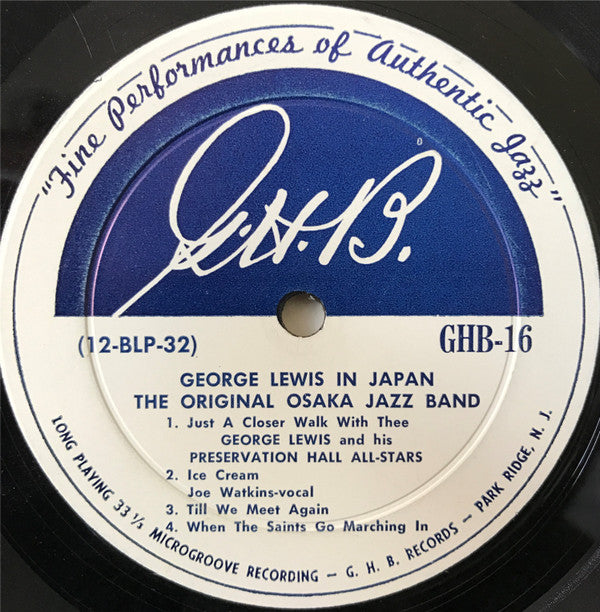 "Fine Performances of Authentic Jazz"
G.H.B.
(12-BLP-32)
GHB-16
GEORGE LEWIS IN JAPAN
THE ORIGINAL OSAKA JAZZ BAND
1. Just A Closer Walk With Thee
GEORGE LEWIS and his
PRESERVATION HALL ALL-STARS
2. Ice Cream
Joe Watkins-vocal
3. Till We Meet Again
4. When The Saints Go Marching In
LONG PLAYING 33 1/3 MICROGROOVE RECORDING — G. H. B. RECORDS — PARK RIDGE, N. J.